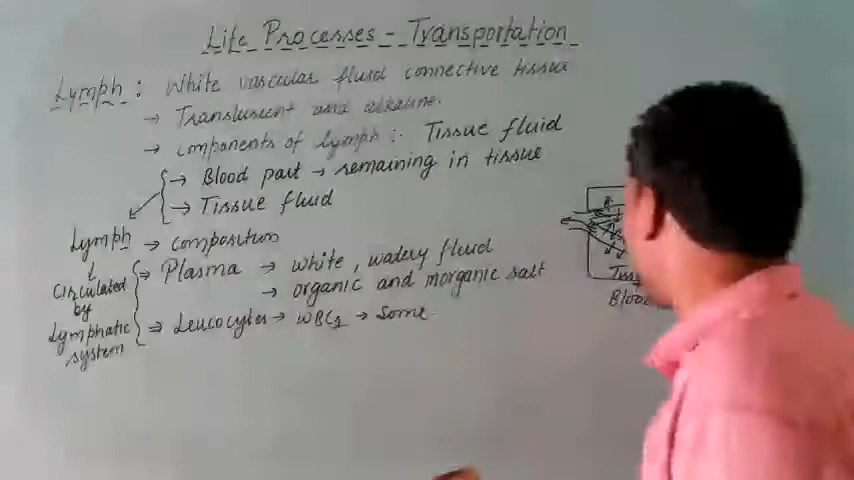 Life Processes - Transportation
Lymph : White vascular fluid connective tissue
→ Transluscent and alkaline.
→ components of lymph : Tissue fluid
→ Blood part → remaining in tissue
→ Tissue fluid
Lymph → composition
→ Plasma → white, watery fluid
→ organic and inorganic salt
→ Leucocytes → WBCs → Some
Circulated
by
Lymphatic
system
Blood